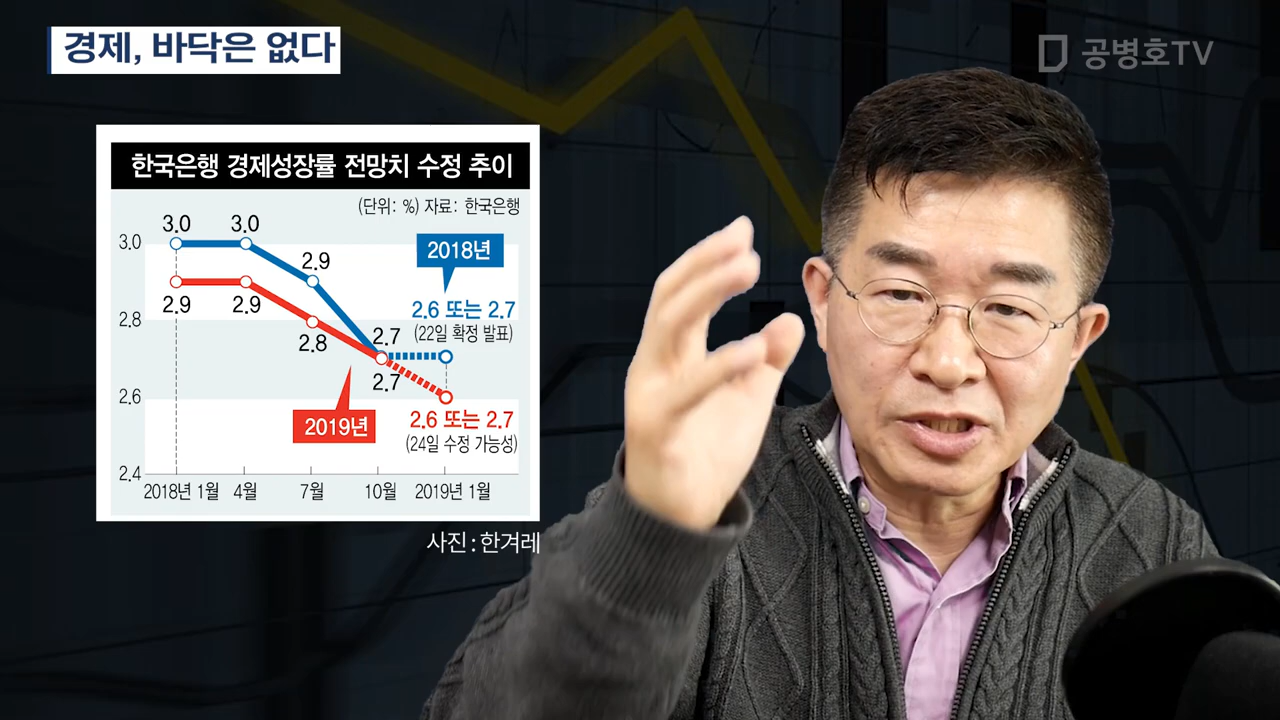 경제, 바닥은 없다
공병호TV
한국은행 경제성장률 전망치 수정 추이
(단위: %) 자료: 한국은행
3.0
2.8
2.6
2.4
3.0
3.0
2.9
2.7
2.9
2.9
2.8
2.7
2018년
2.6 또는 2.7
(22일 확정 발표)
2019년
2.6 또는 2.7
(24일 수정 가능성)
2018년 1월
4월
7월
10월
2019년 1월
사진 : 한겨레